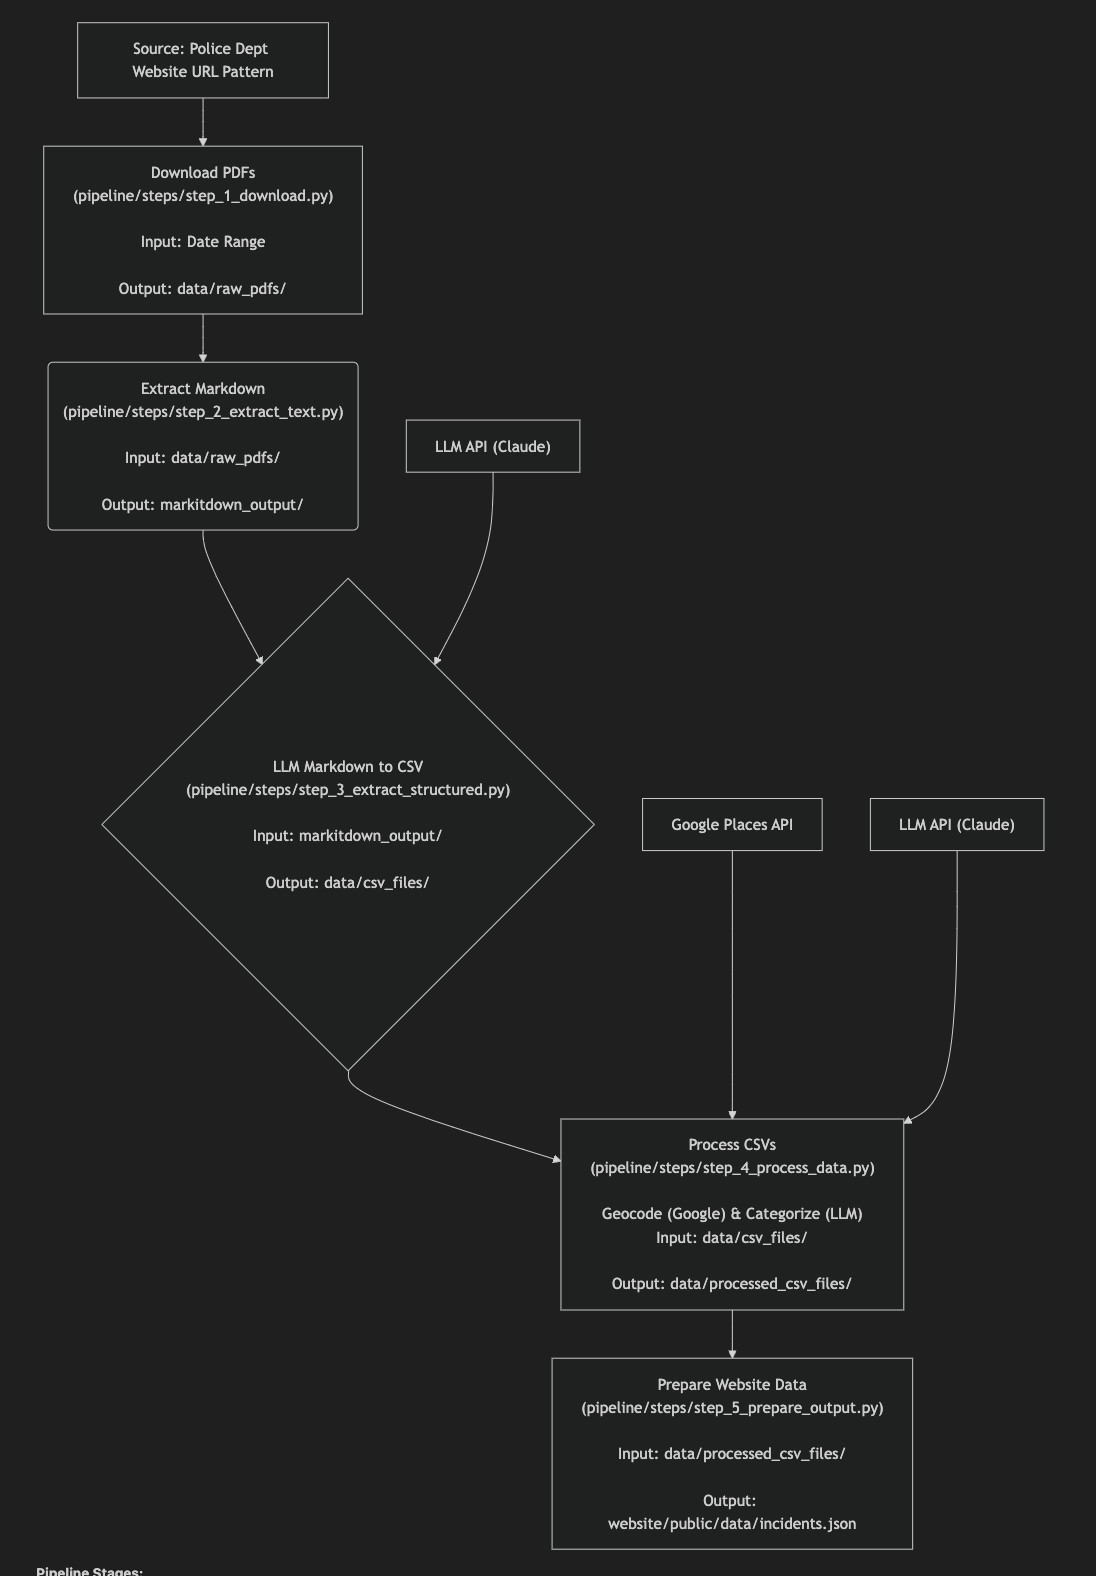 Source: Police Dept
Website URL Pattern
Download PDFs
(pipeline/steps/step_1_download.py)
Input: Date Range
Output: data/raw_pdfs/
Extract Markdown
(pipeline/steps/step_2_extract_text.py)
Input: data/raw_pdfs/
Output: markitdown_output/
LLM API (Claude)
LLM Markdown to CSV
(pipeline/steps/step_3_extract_structured.py)
Input: markitdown_output/
Output: data/csv_files/
Google Places API
LLM API (Claude)
Process CSVs
(pipeline/steps/step_4_process_data.py)
Geocode (Google) & Categorize (LLM)
Input: data/csv_files/
Output: data/processed_csv_files/
Prepare Website Data
(pipeline/steps/step_5_prepare_output.py)
Input: data/processed_csv_files/
Output:
website/public/data/incidents.json
Pipeline Stages: